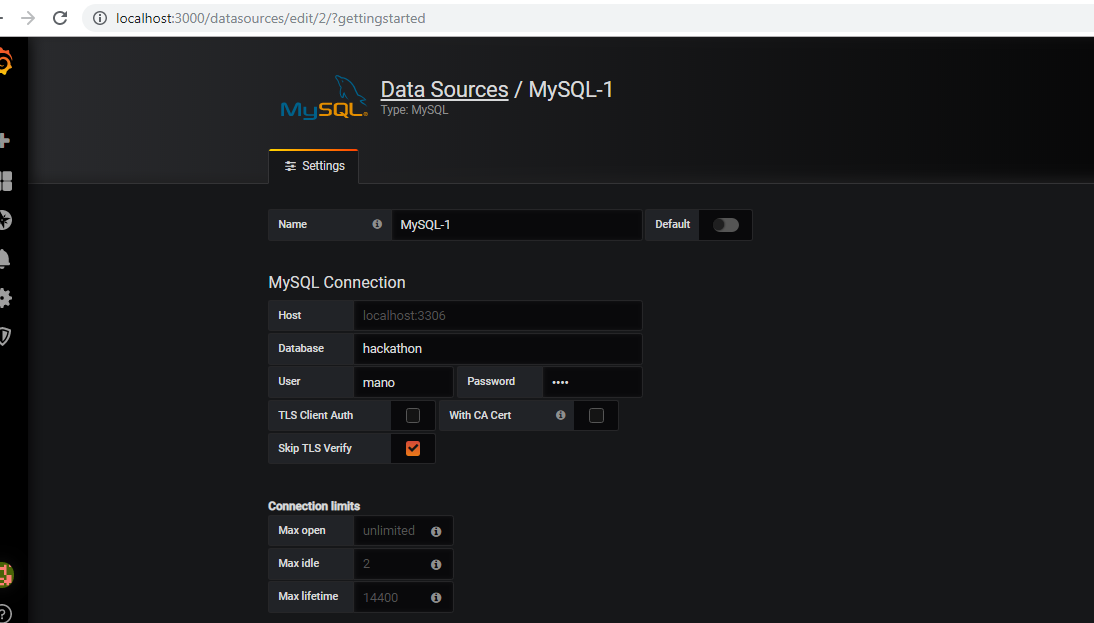 localhost:3000/datasources/edit/2/?gettingstarted
MySQL®
Data Sources / MySQL-1
Type: MySQL
Settings
Name MySQL-1 Default
MySQL Connection
Host localhost:3306
Database hackathon
User mano Password ••••
TLS Client Auth With CA Cert
Skip TLS Verify
Connection limits
Max open unlimited
Max idle 2
Max lifetime 14400